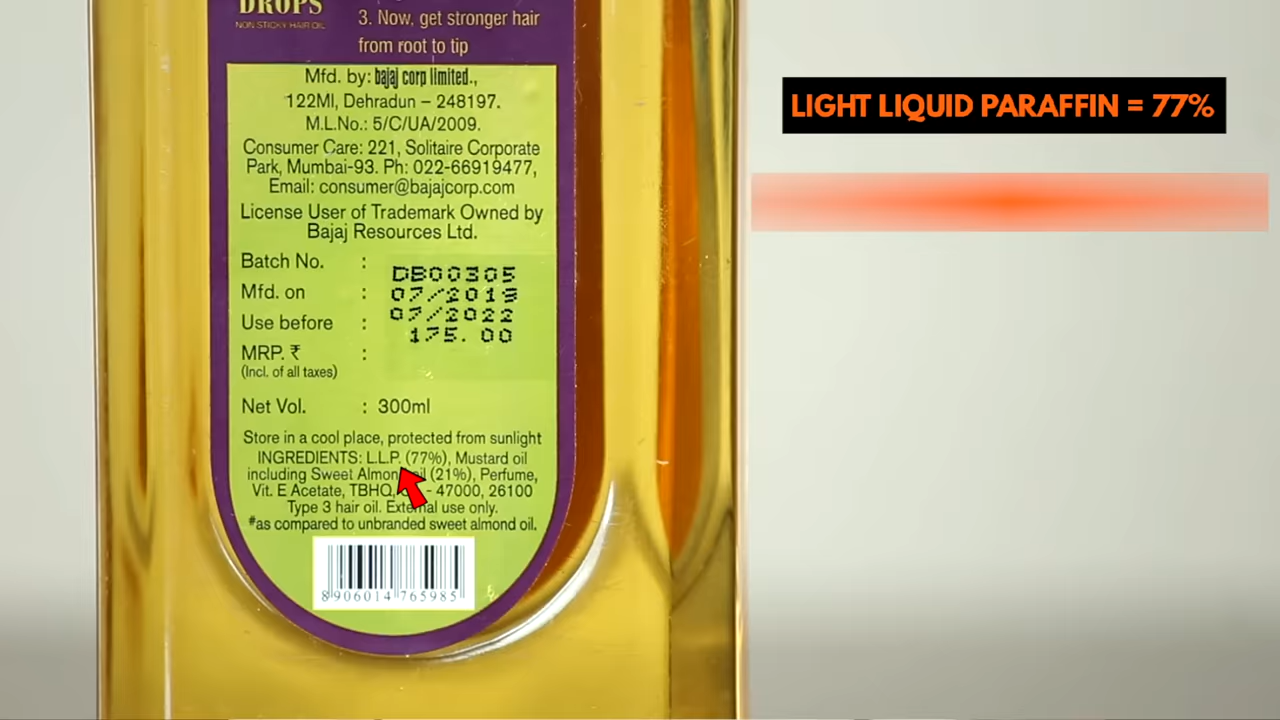 DROPS
NON STICKY HAIR OIL
3. Now, get stronger hair
from root to tip
Mfd. by: bajaj corp limited.,
122MI, Dehradun – 248197.
M.L.No.: 5/C/UA/2009.
Consumer Care: 221, Solitaire Corporate
Park, Mumbai-93. Ph: 022-66919477,
Email: consumer@bajajcorp.com
License User of Trademark Owned by
Bajaj Resources Ltd.
Batch No. : DB00305
Mfd. on : 07/2019
Use before : 07/2022
MRP. ₹ : 175.00
(Incl. of all taxes)
Net Vol. : 300ml
Store in a cool place, protected from sunlight
INGREDIENTS: L.L.P. (77%), Mustard oil
including Sweet Almond oil (21%), Perfume,
Vit. E Acetate, TBHQ, - 47000, 26100
Type 3 hair oil. External use only.
#as compared to unbranded sweet almond oil.
8 906014 765985
LIGHT LIQUID PARAFFIN = 77%